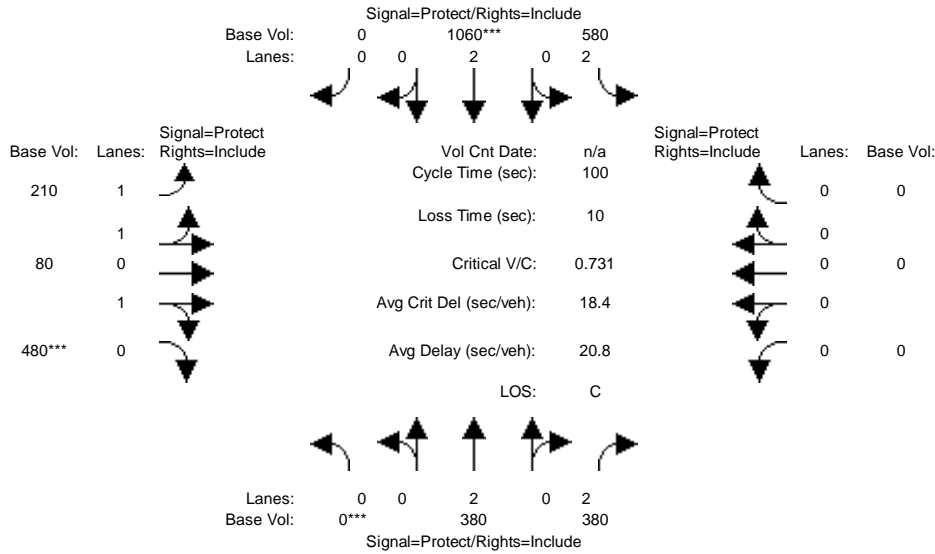 Signal=Protect/Rights=Include
Base Vol: 0 1060*** 580
Lanes: 0 0 2 0 2
Signal=Protect
Base Vol: Lanes: Rights=Include
Vol Cnt Date: n/a
Signal=Protect
Rights=Include Lanes: Base Vol:
Cycle Time (sec): 100
210 1 0 0
Loss Time (sec): 10
1 0
80 0 Critical V/C: 0.731 0 0
1 Avg Crit Del (sec/veh): 18.4 0
480*** 0 Avg Delay (sec/veh): 20.8 0 0
LOS: C
Lanes: 0 0 2 0 2
Base Vol: 0*** 380 380
Signal=Protect/Rights=Include